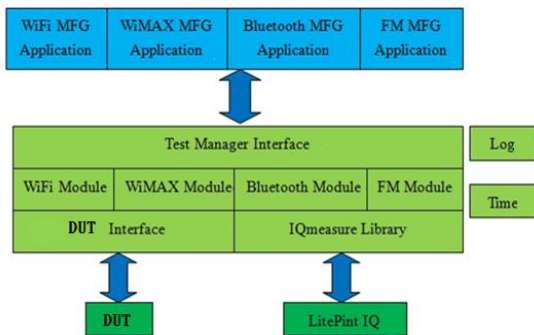 WiFi MFG
Application
WiMAX MFG
Application
Bluetooth MFG
Application
FM MFG
Application
Test Manager Interface
Log
WiFi Module
WiMAX Module
Bluetooth Module
FM Module
Time
DUT Interface
IQmeasure Library
DUT
LitePint IQ